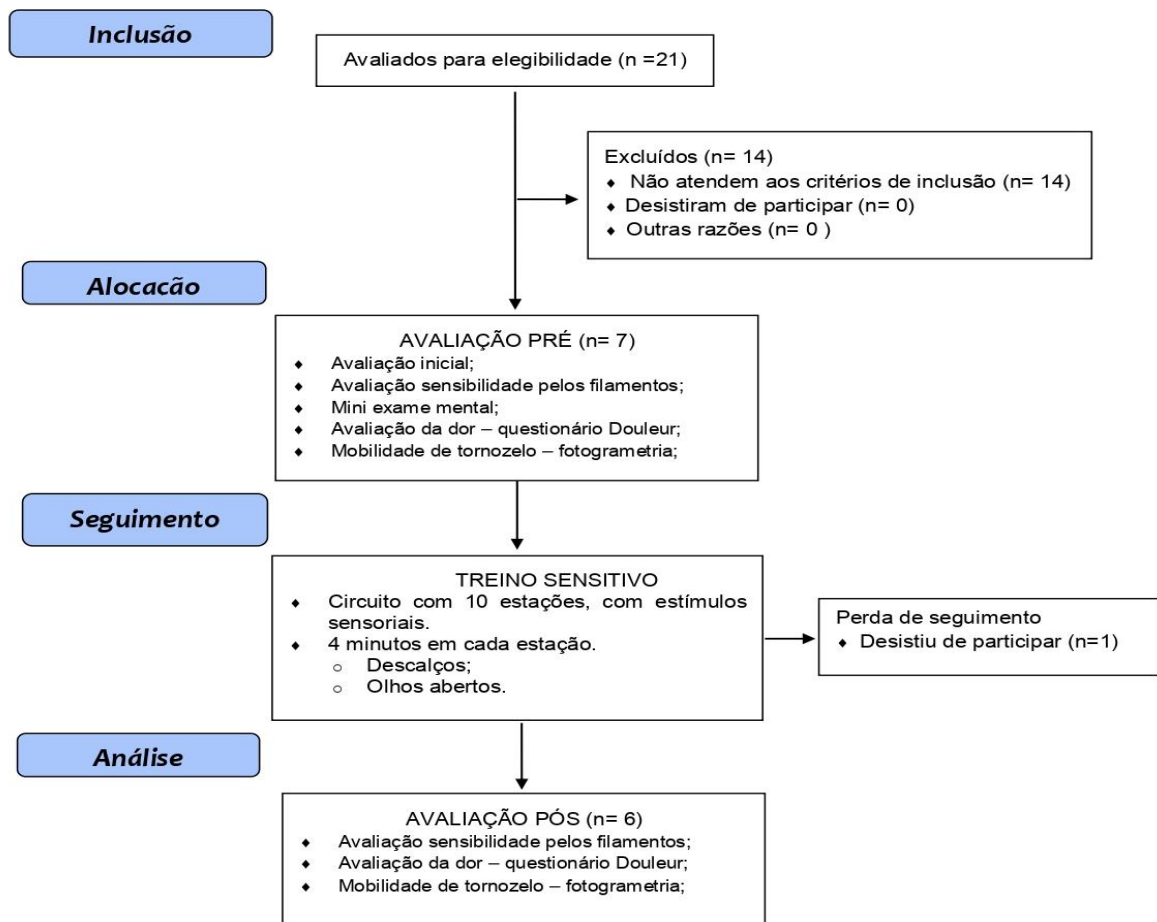 Inclusão
Avaliados para elegibilidade (n =21)
Excluídos (n= 14)
⬥ Não atendem aos critérios de inclusão (n= 14)
⬥ Desistiram de participar (n= 0)
⬥ Outras razões (n= 0 )
Alocacão
AVALIAÇÃO PRÉ (n= 7)
⬥ Avaliação inicial;
⬥ Avaliação sensibilidade pelos filamentos;
⬥ Mini exame mental;
⬥ Avaliação da dor – questionário Douleur;
⬥ Mobilidade de tornozelo – fotogrametria;
Seguimento
TREINO SENSITIVO
⬥ Circuito com 10 estações, com estímulos
sensoriais.
⬥ 4 minutos em cada estação.
o Descalços;
o Olhos abertos.
Perda de seguimento
⬥ Desistiu de participar (n=1)
Análise
AVALIAÇÃO PÓS (n= 6)
⬥ Avaliação sensibilidade pelos filamentos;
⬥ Avaliação da dor – questionário Douleur;
⬥ Mobilidade de tornozelo – fotogrametria;